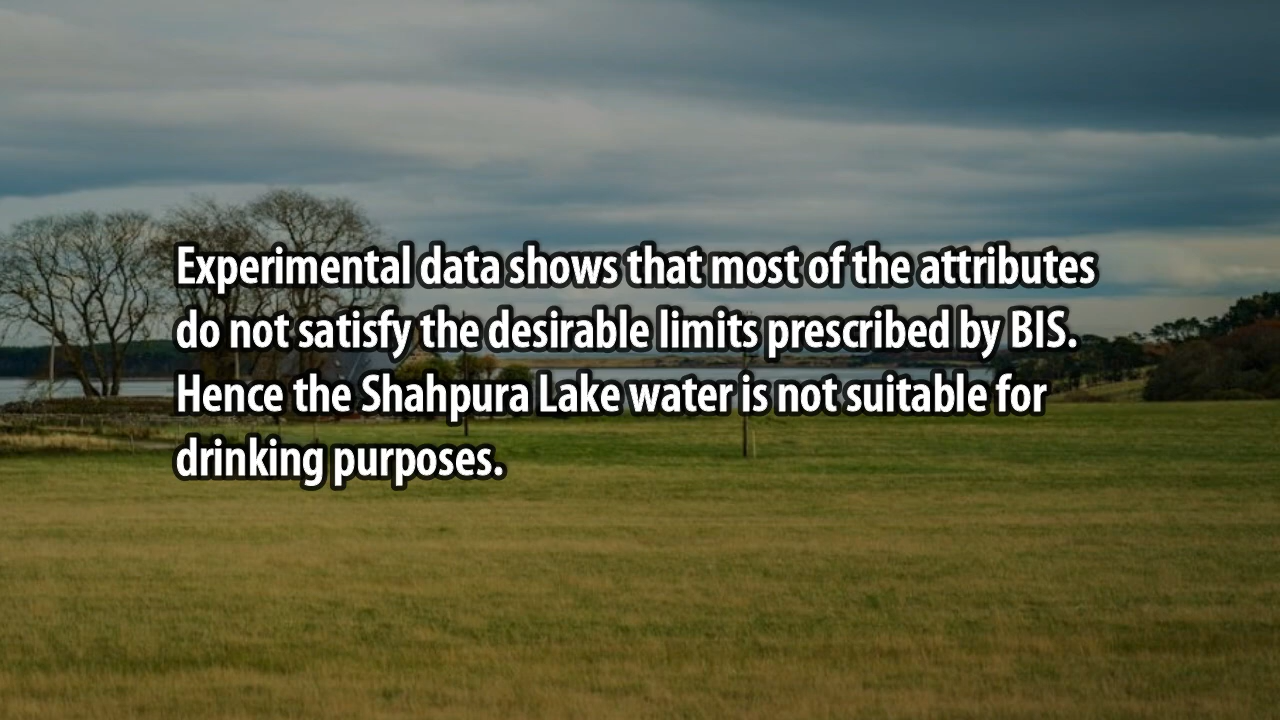 Experimental data shows that most of the attributes
do not satisfy the desirable limits prescribed by BIS.
Hence the Shahpura Lake water is not suitable for
drinking purposes.